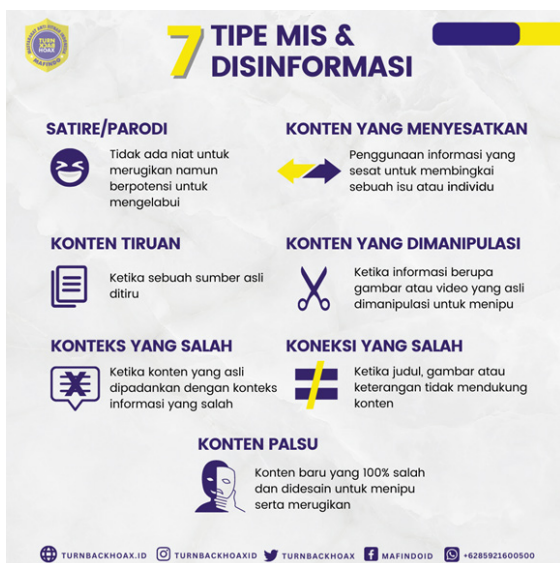 TURN
BACK
HOAX
MAFINDO
7 TIPE MIS &
DISINFORMASI
SATIRE/PARODI
Tidak ada niat untuk
merugikan namun
berpotensi untuk
mengelabui
KONTEN YANG MENYESATKAN
Penggunaan informasi yang
sesat untuk membingkai
sebuah isu atau individu
KONTEN TIRUAN
Ketika sebuah sumber asli
ditiru
KONTEN YANG DIMANIPULASI
Ketika informasi berupa
gambar atau video yang asli
dimanipulasi untuk menipu
KONTEKS YANG SALAH
Ketika konten yang asli
dipadankan dengan konteks
informasi yang salah
KONEKSI YANG SALAH
Ketika judul, gambar atau
keterangan tidak mendukung
konten
KONTEN PALSU
Konten baru yang 100% salah
dan didesain untuk menipu
serta merugikan
TURNBACKHOAX.ID TURNBACKHOAXID TURNBACKHOAX MAFINDOID +6285921600500